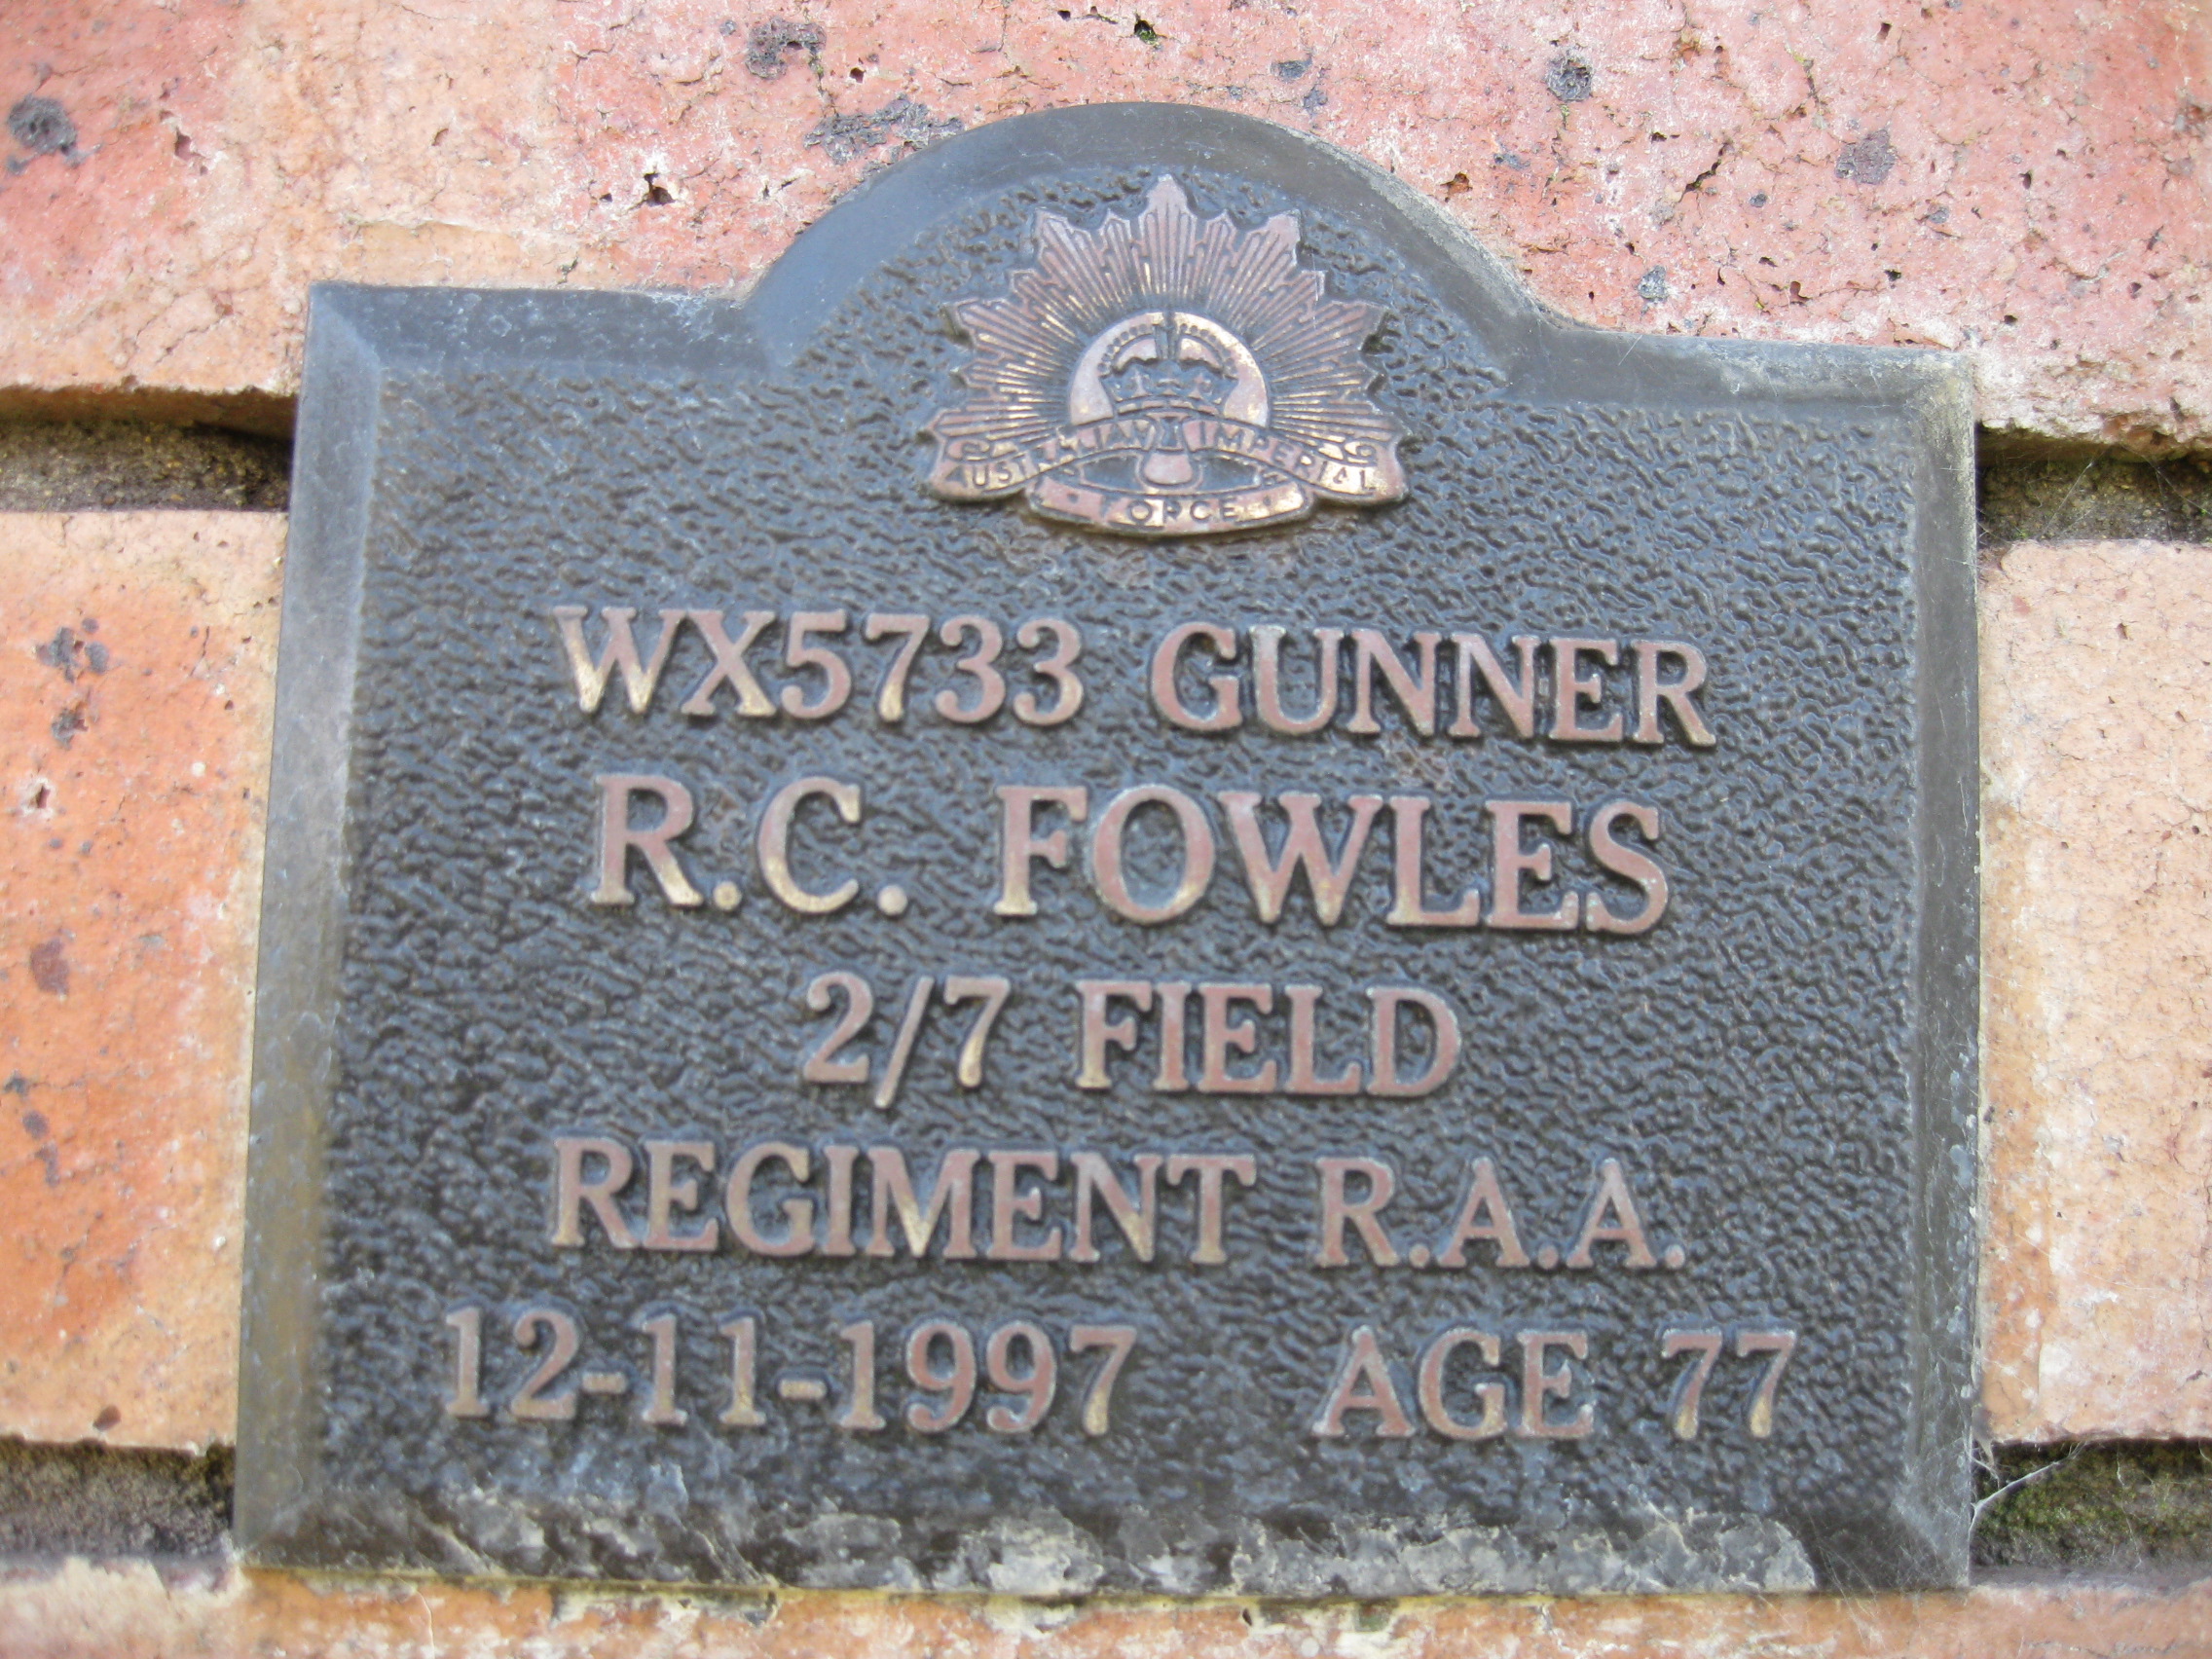 AUSTRALIAN IMPERIAL
FORCE
WX5733 GUNNER
R.C. FOWLES
2/7 FIELD
REGIMENT R.A.A.
12-11-1997 AGE 77